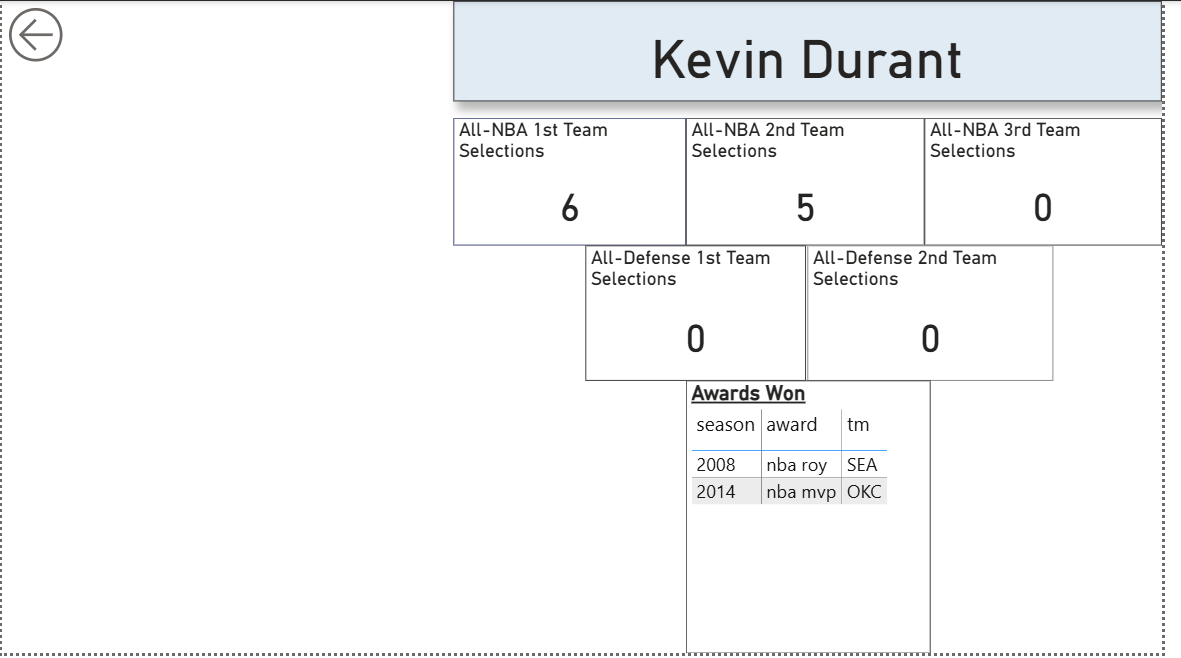 Kevin Durant
All-NBA 1st Team
Selections
6
All-NBA 2nd Team
Selections
5
All-NBA 3rd Team
Selections
0
All-Defense 1st Team
Selections
0
All-Defense 2nd Team
Selections
0
Awards Won
season award tm
2008 nba roy SEA
2014 nba mvp OKC